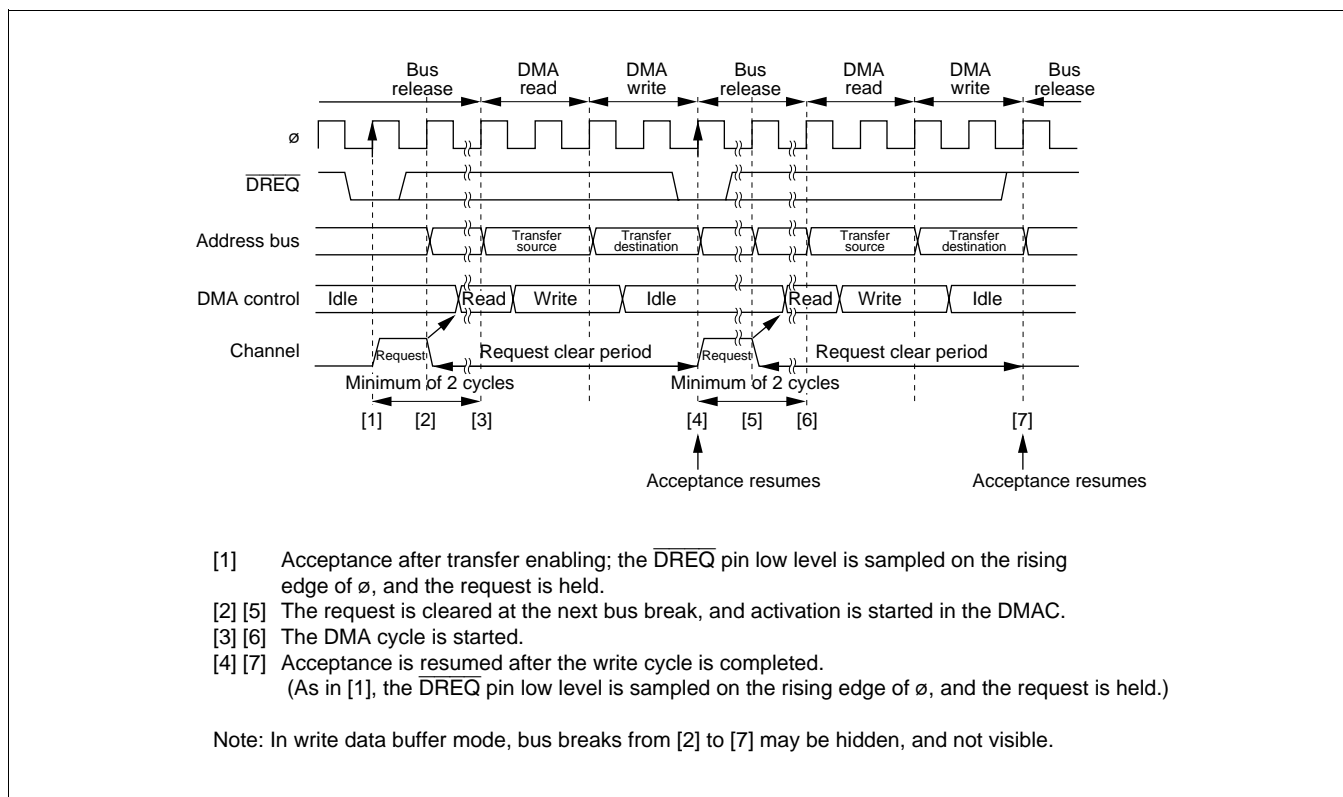 Bus release DMA read DMA write Bus release DMA read DMA write Bus release
ø
DREQ
Address bus Transfer source Transfer destination Transfer source Transfer destination
DMA control Idle Read Write Idle Read Write Idle
Channel Request Request clear period Request Request clear period
Minimum of 2 cycles Minimum of 2 cycles
[1] [2] [3] [4] [5] [6] [7]
Acceptance resumes Acceptance resumes
[1] Acceptance after transfer enabling; the DREQ pin low level is sampled on the rising
edge of ø, and the request is held.
[2] [5] The request is cleared at the next bus break, and activation is started in the DMAC.
[3] [6] The DMA cycle is started.
[4] [7] Acceptance is resumed after the write cycle is completed.
(As in [1], the DREQ pin low level is sampled on the rising edge of ø, and the request is held.)
Note: In write data buffer mode, bus breaks from [2] to [7] may be hidden, and not visible.